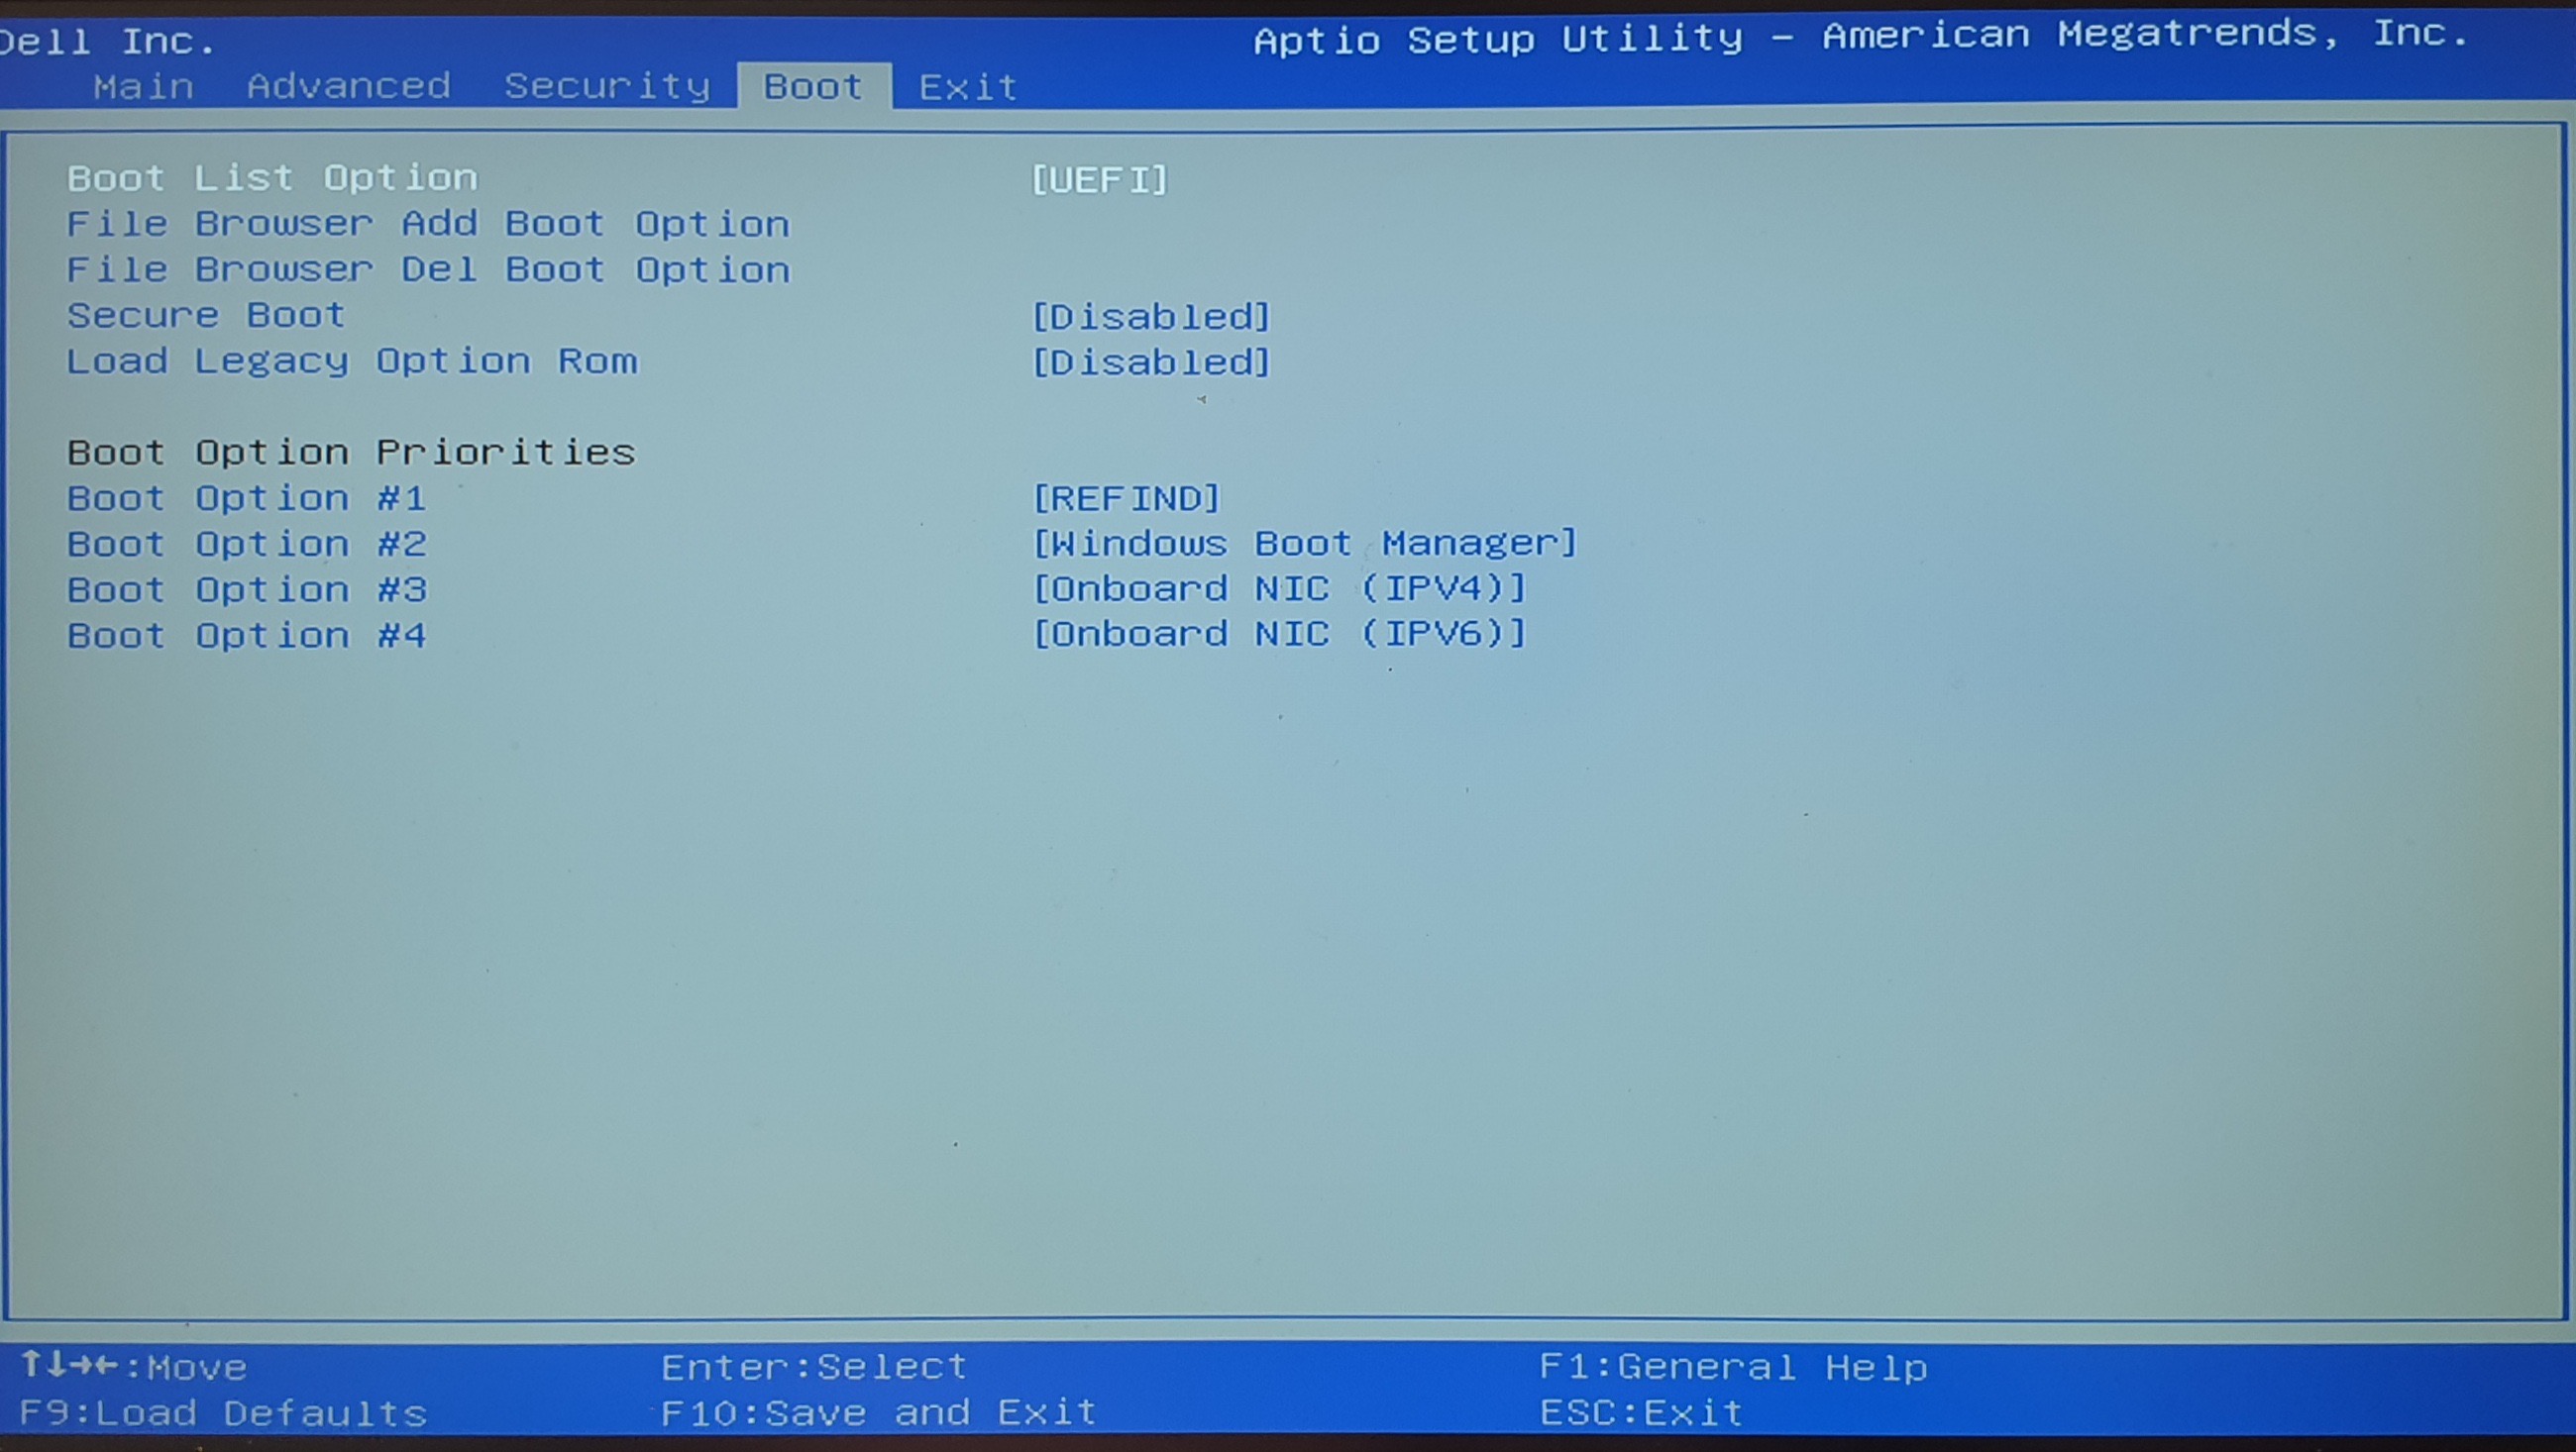 Dell Inc.
Aptio Setup Utility – American Megatrends, Inc.
Main Advanced Security Boot Exit
Boot List Option [UEFI]
File Browser Add Boot Option
File Browser Del Boot Option
Secure Boot [Disabled]
Load Legacy Option Rom [Disabled]
Boot Option Priorities
Boot Option #1 [REFIND]
Boot Option #2 [Windows Boot Manager]
Boot Option #3 [Onboard NIC (IPV4)]
Boot Option #4 [Onboard NIC (IPV6)]
↑↓→←:Move Enter:Select F1:General Help
F9:Load Defaults F10:Save and Exit ESC:Exit